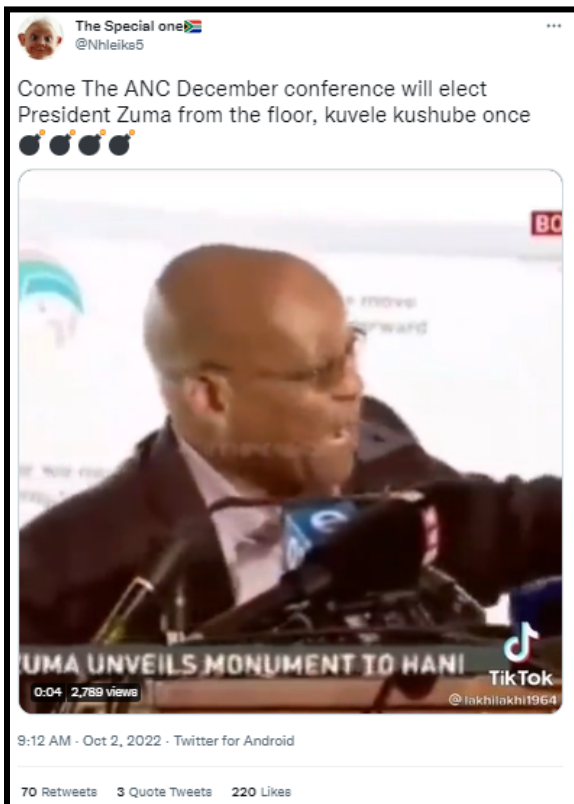 The Special one🇿🇦
@Nhleiks5
Come The ANC December conference will elect
President Zuma from the floor, kuvele kushube once
💣💣💣💣
BO
move
forward
ZUMA UNVEILS MONUMENT TO HANI
0:04 2,789 views
TikTok
@lakhilakhi1964
9:12 AM · Oct 2, 2022 · Twitter for Android
70 Retweets 3 Quote Tweets 220 Likes